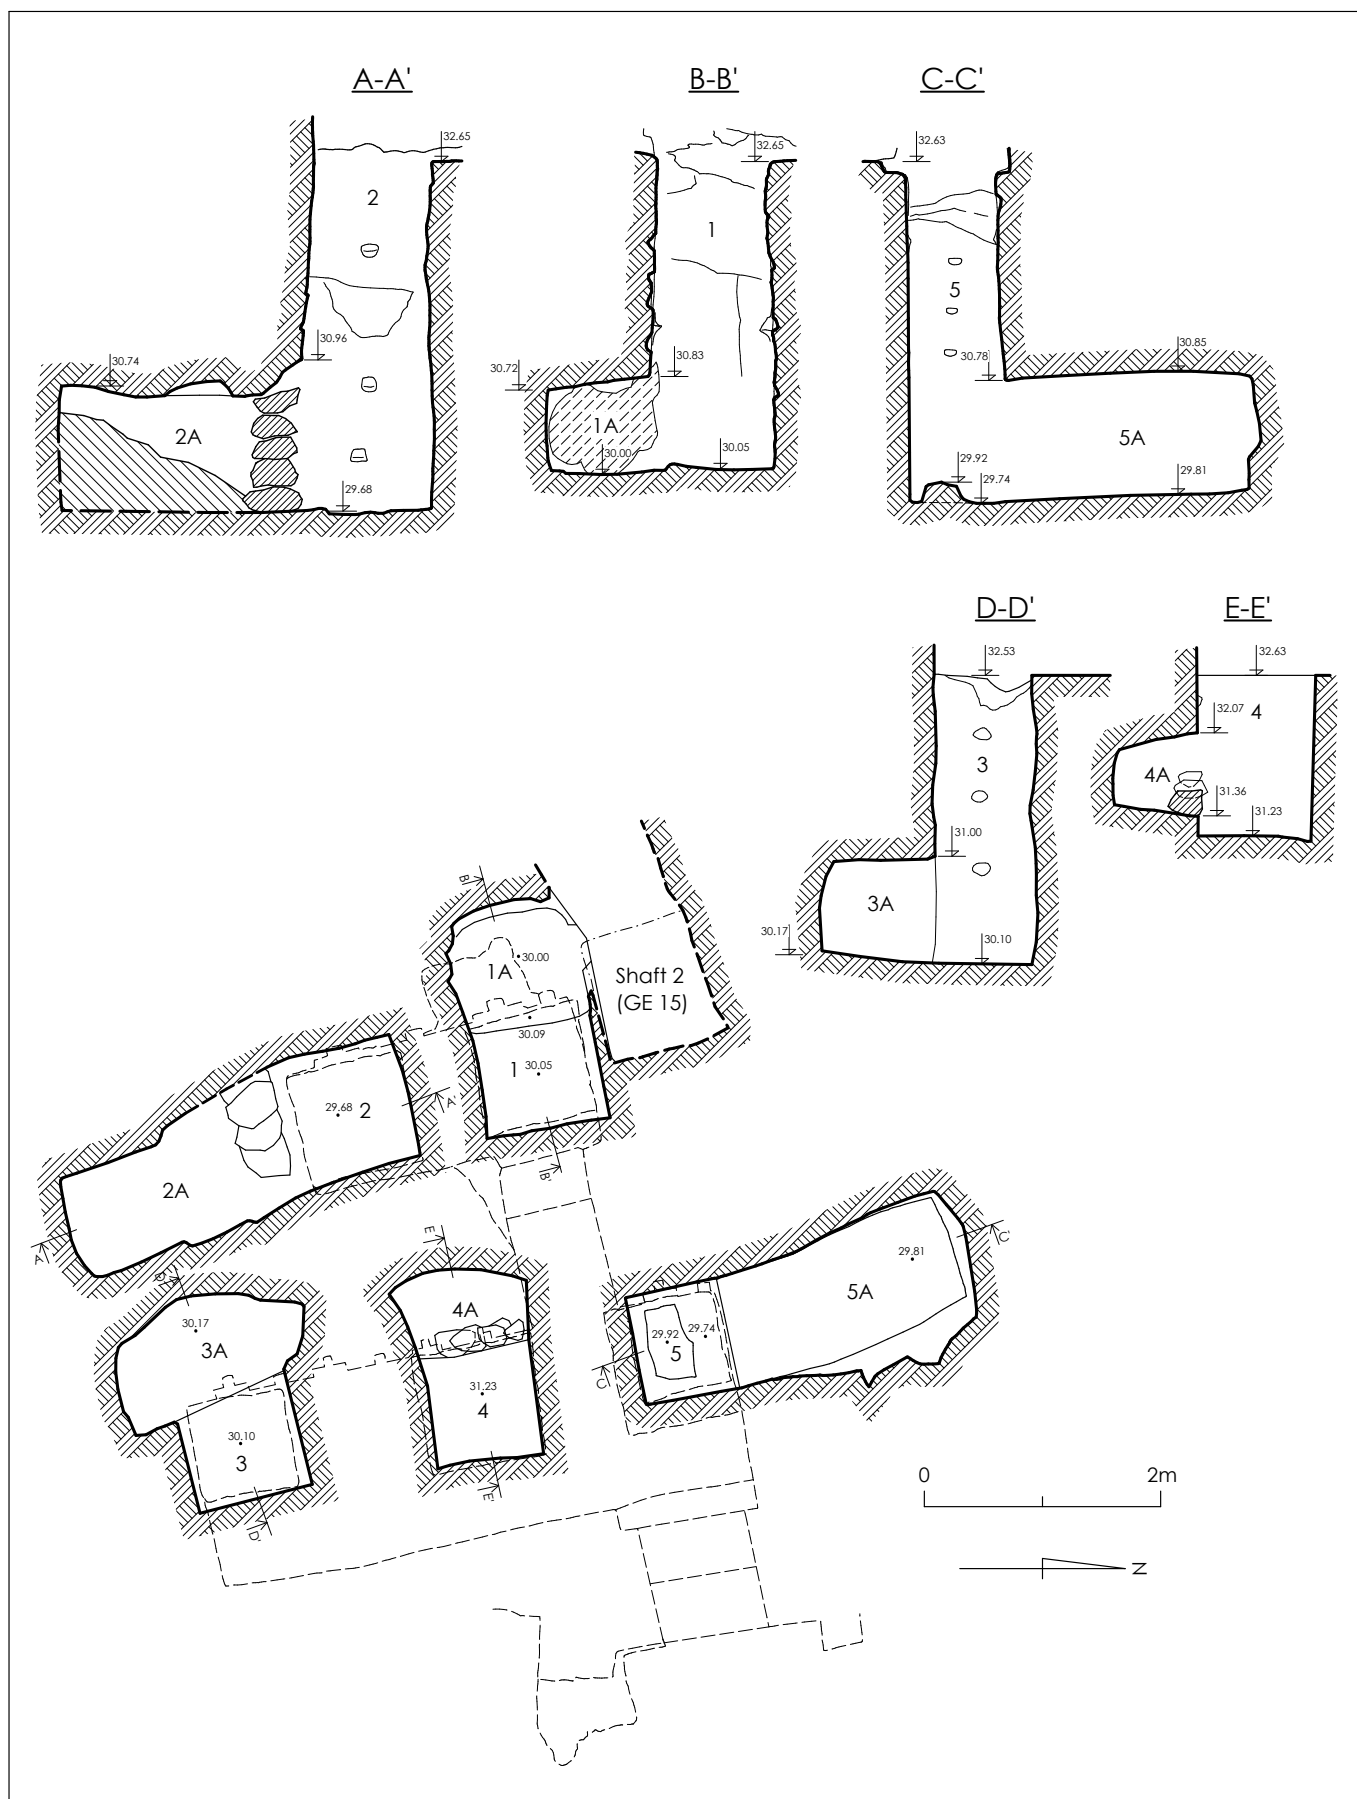 A-A'
B-B'
C-C'
32.65
2
30.96
30.74
2A
29.68
32.65
1
30.83
30.72
1A
30.00
30.05
32.63
5
30.78
30.85
5A
29.92
29.74
29.81
D-D'
E-E'
32.53
3
31.00
3A
30.17
30.10
32.63
32.07
4
4A
31.36
31.23
B
1A
30.00
Shaft 2
(GE 15)
30.09
1
30.05
B'
29.68
2
A'
2A
A
E
D
30.17
3A
4A
31.23
4
E'
30.10
3
D'
29.81
C'
5A
29.92
29.74
5
C
0
2m
N